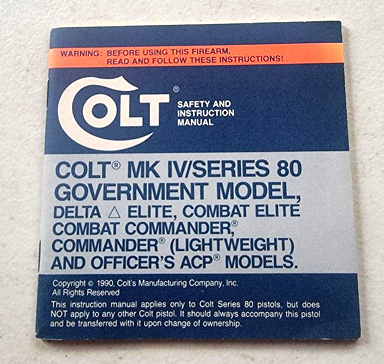 WARNING: BEFORE USING THIS FIREARM,
READ AND FOLLOW THESE INSTRUCTIONS!
COLT®
SAFETY AND
INSTRUCTION
MANUAL
COLT® MK IV/SERIES 80
GOVERNMENT MODEL,
DELTA △ ELITE, COMBAT ELITE
COMBAT COMMANDER,®
COMMANDER® (LIGHTWEIGHT)
AND OFFICER'S ACP® MODELS.
Copyright © 1990, Colt's Manufacturing Company, Inc.
All Rights Reserved
This instruction manual applies only to Colt Series 80 pistols, but does
NOT apply to any other Colt pistol. It should always accompany this pistol
and be transferred with it upon change of ownership.